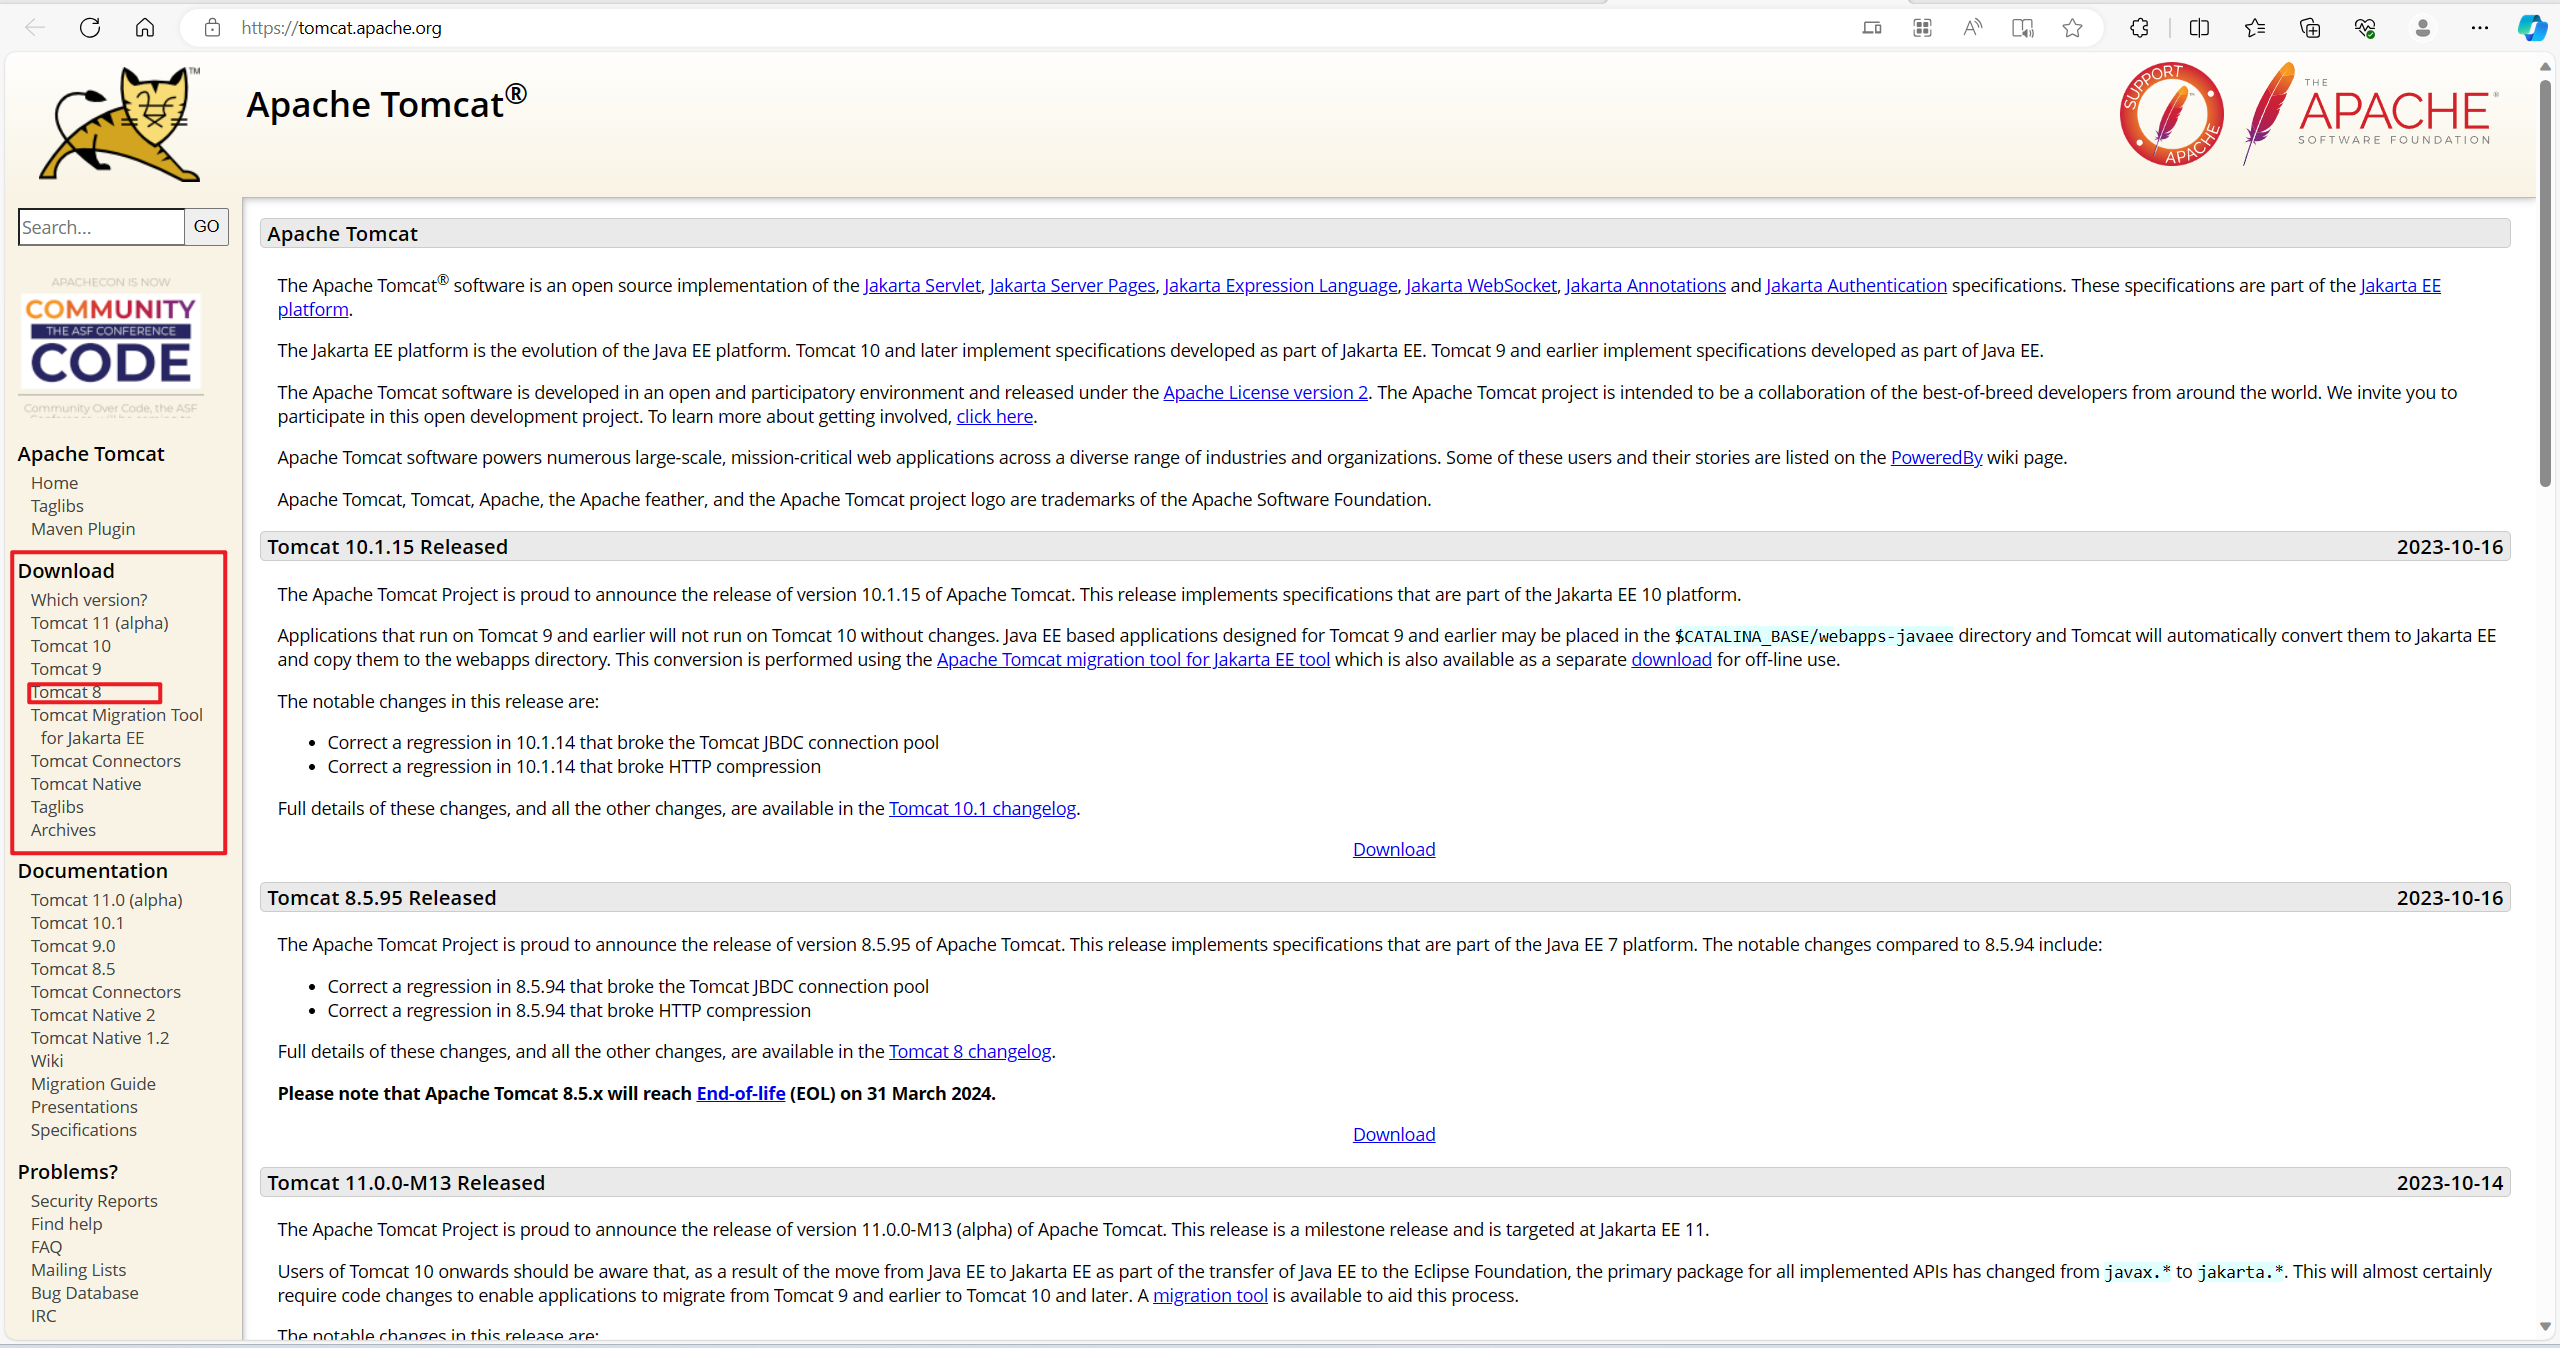 https://tomcat.apache.org
TM
Apache Tomcat®
SUPPORT APACHE
THE
APACHE®
SOFTWARE FOUNDATION
Search...
GO
APACHECON IS NOW
COMMUNITY
THE ASF CONFERENCE
CODE
Community Over Code, the ASF
Apache Tomcat
Home
Taglibs
Maven Plugin
Download
Which version?
Tomcat 11 (alpha)
Tomcat 10
Tomcat 9
Tomcat 8
Tomcat Migration Tool
for Jakarta EE
Tomcat Connectors
Tomcat Native
Taglibs
Archives
Documentation
Tomcat 11.0 (alpha)
Tomcat 10.1
Tomcat 9.0
Tomcat 8.5
Tomcat Connectors
Tomcat Native 2
Tomcat Native 1.2
Wiki
Migration Guide
Presentations
Specifications
Problems?
Security Reports
Find help
FAQ
Mailing Lists
Bug Database
IRC
Apache Tomcat
The Apache Tomcat® software is an open source implementation of the Jakarta Servlet, Jakarta Server Pages, Jakarta Expression Language, Jakarta WebSocket, Jakarta Annotations and Jakarta Authentication specifications. These specifications are part of the Jakarta EE
platform.
The Jakarta EE platform is the evolution of the Java EE platform. Tomcat 10 and later implement specifications developed as part of Jakarta EE. Tomcat 9 and earlier implement specifications developed as part of Java EE.
The Apache Tomcat software is developed in an open and participatory environment and released under the Apache License version 2. The Apache Tomcat project is intended to be a collaboration of the best-of-breed developers from around the world. We invite you to
participate in this open development project. To learn more about getting involved, click here.
Apache Tomcat software powers numerous large-scale, mission-critical web applications across a diverse range of industries and organizations. Some of these users and their stories are listed on the PoweredBy wiki page.
Apache Tomcat, Tomcat, Apache, the Apache feather, and the Apache Tomcat project logo are trademarks of the Apache Software Foundation.
Tomcat 10.1.15 Released 2023-10-16
The Apache Tomcat Project is proud to announce the release of version 10.1.15 of Apache Tomcat. This release implements specifications that are part of the Jakarta EE 10 platform.
Applications that run on Tomcat 9 and earlier will not run on Tomcat 10 without changes. Java EE based applications designed for Tomcat 9 and earlier may be placed in the $CATALINA_BASE/webapps-javaee directory and Tomcat will automatically convert them to Jakarta EE
and copy them to the webapps directory. This conversion is performed using the Apache Tomcat migration tool for Jakarta EE tool which is also available as a separate download for off-line use.
The notable changes in this release are:
• Correct a regression in 10.1.14 that broke the Tomcat JBDC connection pool
• Correct a regression in 10.1.14 that broke HTTP compression
Full details of these changes, and all the other changes, are available in the Tomcat 10.1 changelog.
Download
Tomcat 8.5.95 Released 2023-10-16
The Apache Tomcat Project is proud to announce the release of version 8.5.95 of Apache Tomcat. This release implements specifications that are part of the Java EE 7 platform. The notable changes compared to 8.5.94 include:
• Correct a regression in 8.5.94 that broke the Tomcat JBDC connection pool
• Correct a regression in 8.5.94 that broke HTTP compression
Full details of these changes, and all the other changes, are available in the Tomcat 8 changelog.
Please note that Apache Tomcat 8.5.x will reach End-of-life (EOL) on 31 March 2024.
Download
Tomcat 11.0.0-M13 Released 2023-10-14
The Apache Tomcat Project is proud to announce the release of version 11.0.0-M13 (alpha) of Apache Tomcat. This release is a milestone release and is targeted at Jakarta EE 11.
Users of Tomcat 10 onwards should be aware that, as a result of the move from Java EE to Jakarta EE as part of the transfer of Java EE to the Eclipse Foundation, the primary package for all implemented APIs has changed from javax.* to jakarta.*. This will almost certainly
require code changes to enable applications to migrate from Tomcat 9 and earlier to Tomcat 10 and later. A migration tool is available to aid this process.
The notable changes in this release are: